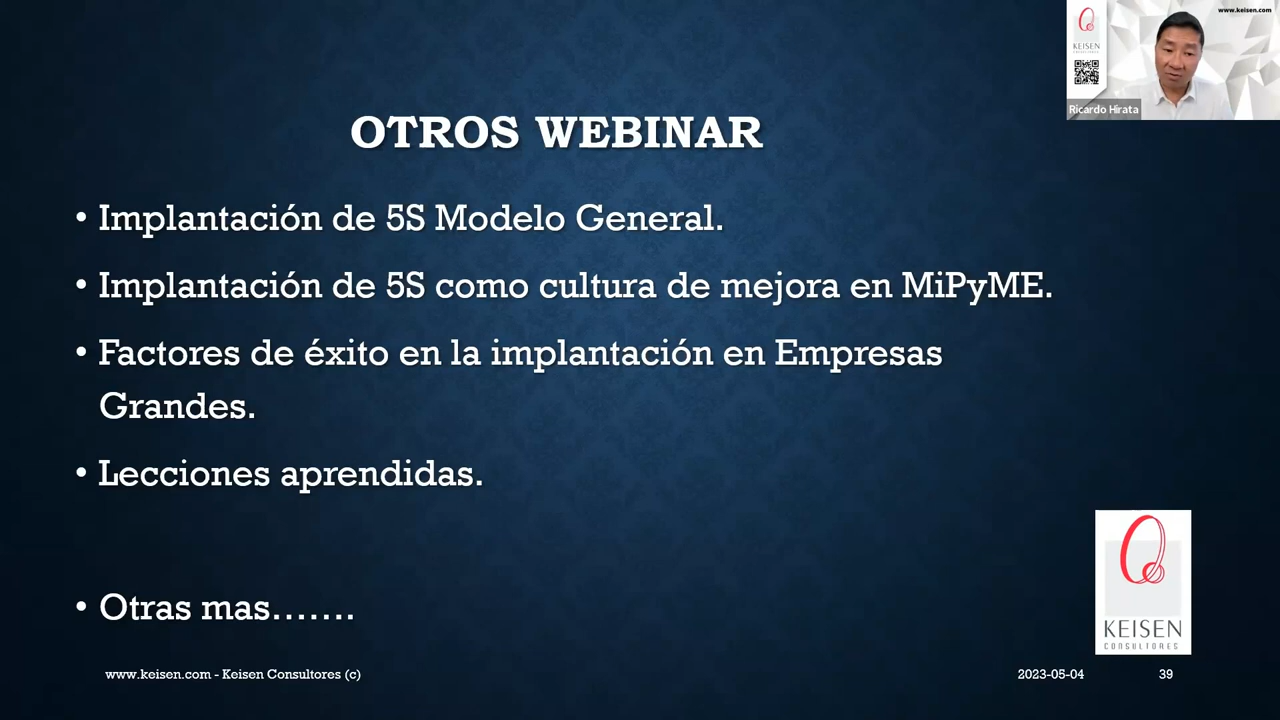 www.keisen.com
KEISEN
CONSULTORES
Ricardo Hirata
OTROS WEBINAR
• Implantación de 5S Modelo General.
• Implantación de 5S como cultura de mejora en MiPyME.
• Factores de éxito en la implantación en Empresas
Grandes.
• Lecciones aprendidas.
• Otras mas.......
KEISEN
CONSULTORES
www.keisen.com - Keisen Consultores (c)
2023-05-04
39